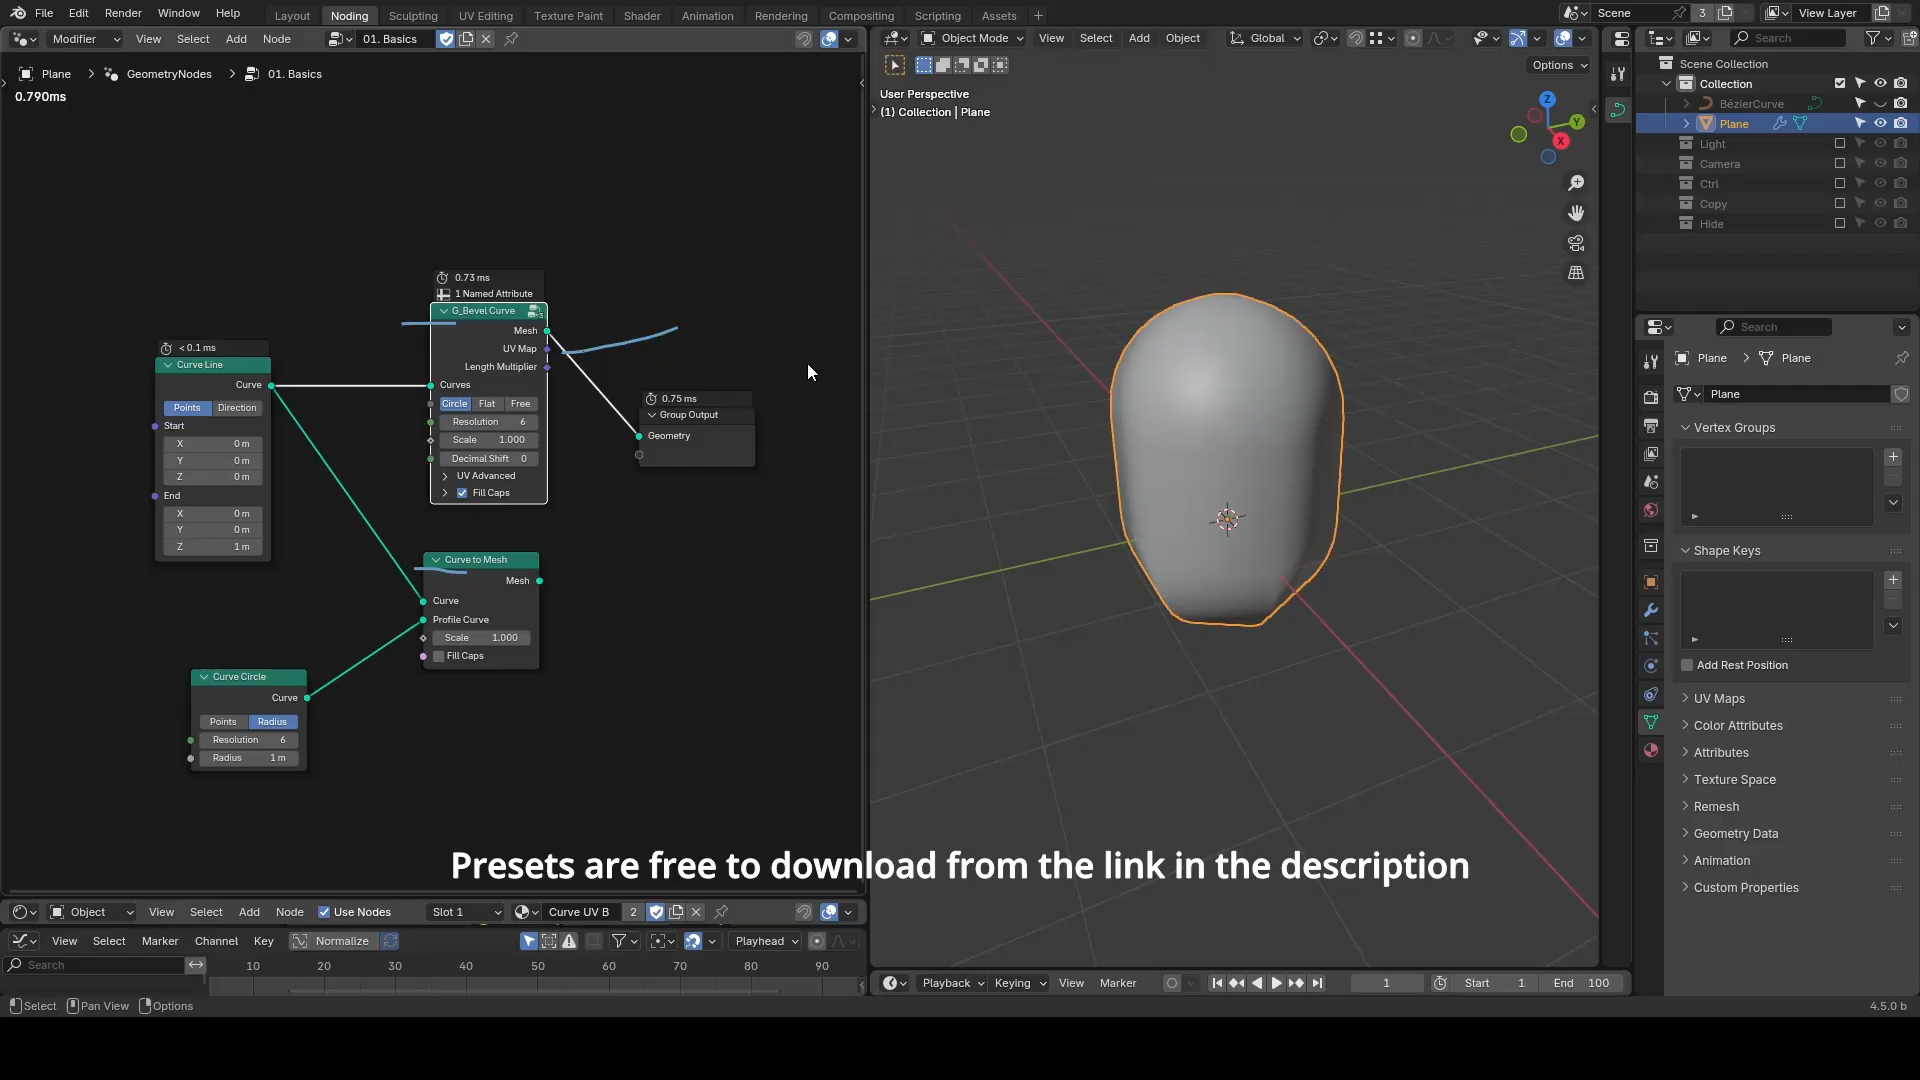 File Edit Render Window Help Layout Noding Sculpting UV Editing Texture Paint Shader Animation Rendering Compositing Scripting Assets + Scene 3 View Layer
Modifier View Select Add Node 01. Basics
Object Mode View Select Add Object Global
Search
Plane GeometryNodes 01. Basics
0.790ms
Options
User Perspective
(1) Collection | Plane
Z
Y
X
Scene Collection
Collection
BézierCurve
Plane
Light
Camera
Ctrl
Copy
Hide
0.73 ms
1 Named Attribute
G_Bevel Curve
Mesh
UV Map
Length Multiplier
Curves
Circle Flat Free
Resolution 6
Scale 1.000
Decimal Shift 0
UV Advanced
Fill Caps
< 0.1 ms
Curve Line
Curve
Points Direction
Start
X 0 m
Y 0 m
Z 0 m
End
X 0 m
Y 0 m
Z 1 m
0.75 ms
Group Output
Geometry
Curve to Mesh
Mesh
Curve
Profile Curve
Scale 1.000
Fill Caps
Curve Circle
Curve
Points Radius
Resolution 6
Radius 1 m
Search
Plane Plane
Plane
Vertex Groups
Shape Keys
Add Rest Position
UV Maps
Color Attributes
Attributes
Texture Space
Remesh
Geometry Data
Animation
Custom Properties
Presets are free to download from the link in the description
Object View Select Add Node Use Nodes Slot 1 Curve UV B 2
View Select Marker Channel Key Normalize Playhead
Search 10 20 30 40 50 60 70 80 90
Playback Keying View Marker 1 Start 1 End 100
Select Pan View Options 4.5.0 b